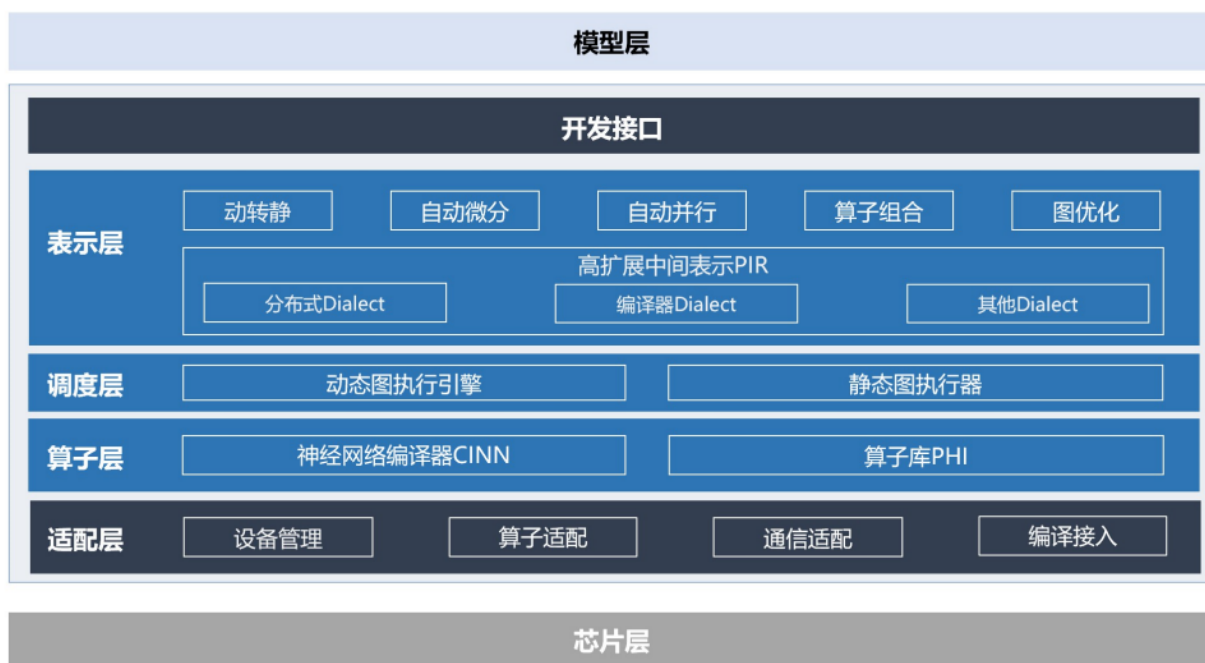 模型层
开发接口
表示层
动转静 自动微分 自动并行 算子组合 图优化
高扩展中间表示PIR
分布式Dialect 编译器Dialect 其他Dialect
调度层 动态图执行引擎 静态图执行器
算子层 神经网络编译器CINN 算子库PHI
适配层 设备管理 算子适配 通信适配 编译接入
芯片层